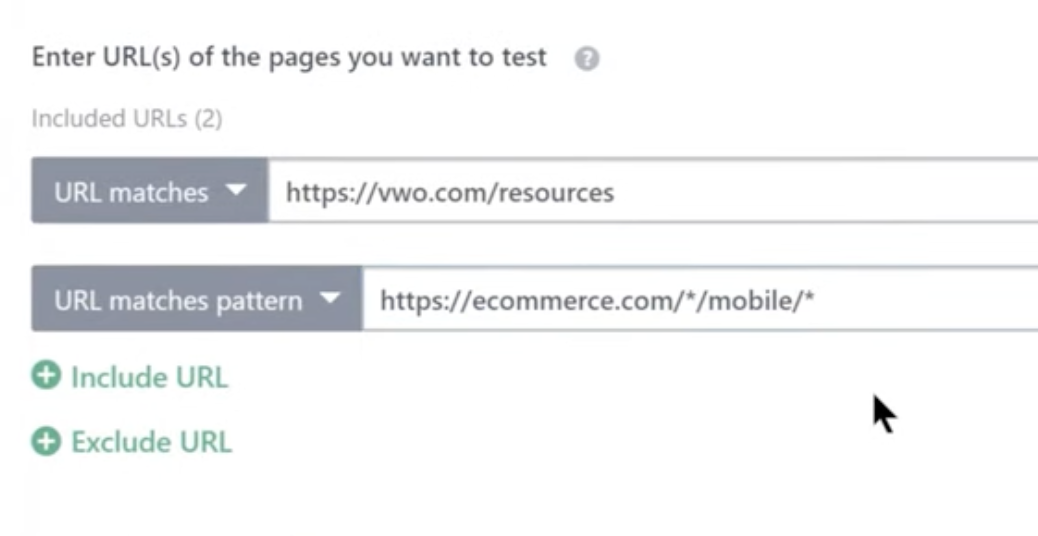 Enter URL(s) of the pages you want to test ?
Included URLs (2)
URL matches https://vwo.com/resources
URL matches pattern https://ecommerce.com/*/mobile/*
Include URL
Exclude URL